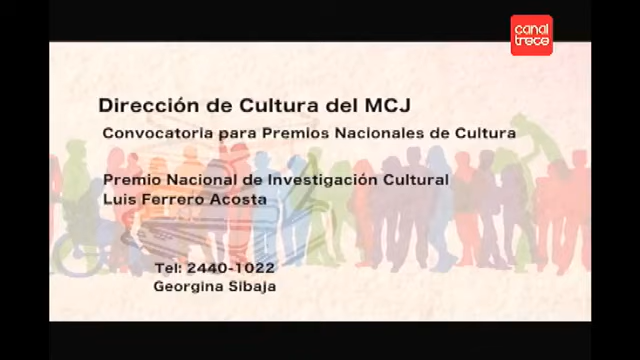 canal
trece
Dirección de Cultura del MCJ
Convocatoria para Premios Nacionales de Cultura
Premio Nacional de Investigación Cultural
Luis Ferrero Acosta
Tel: 2440-1022
Georgina Sibaja